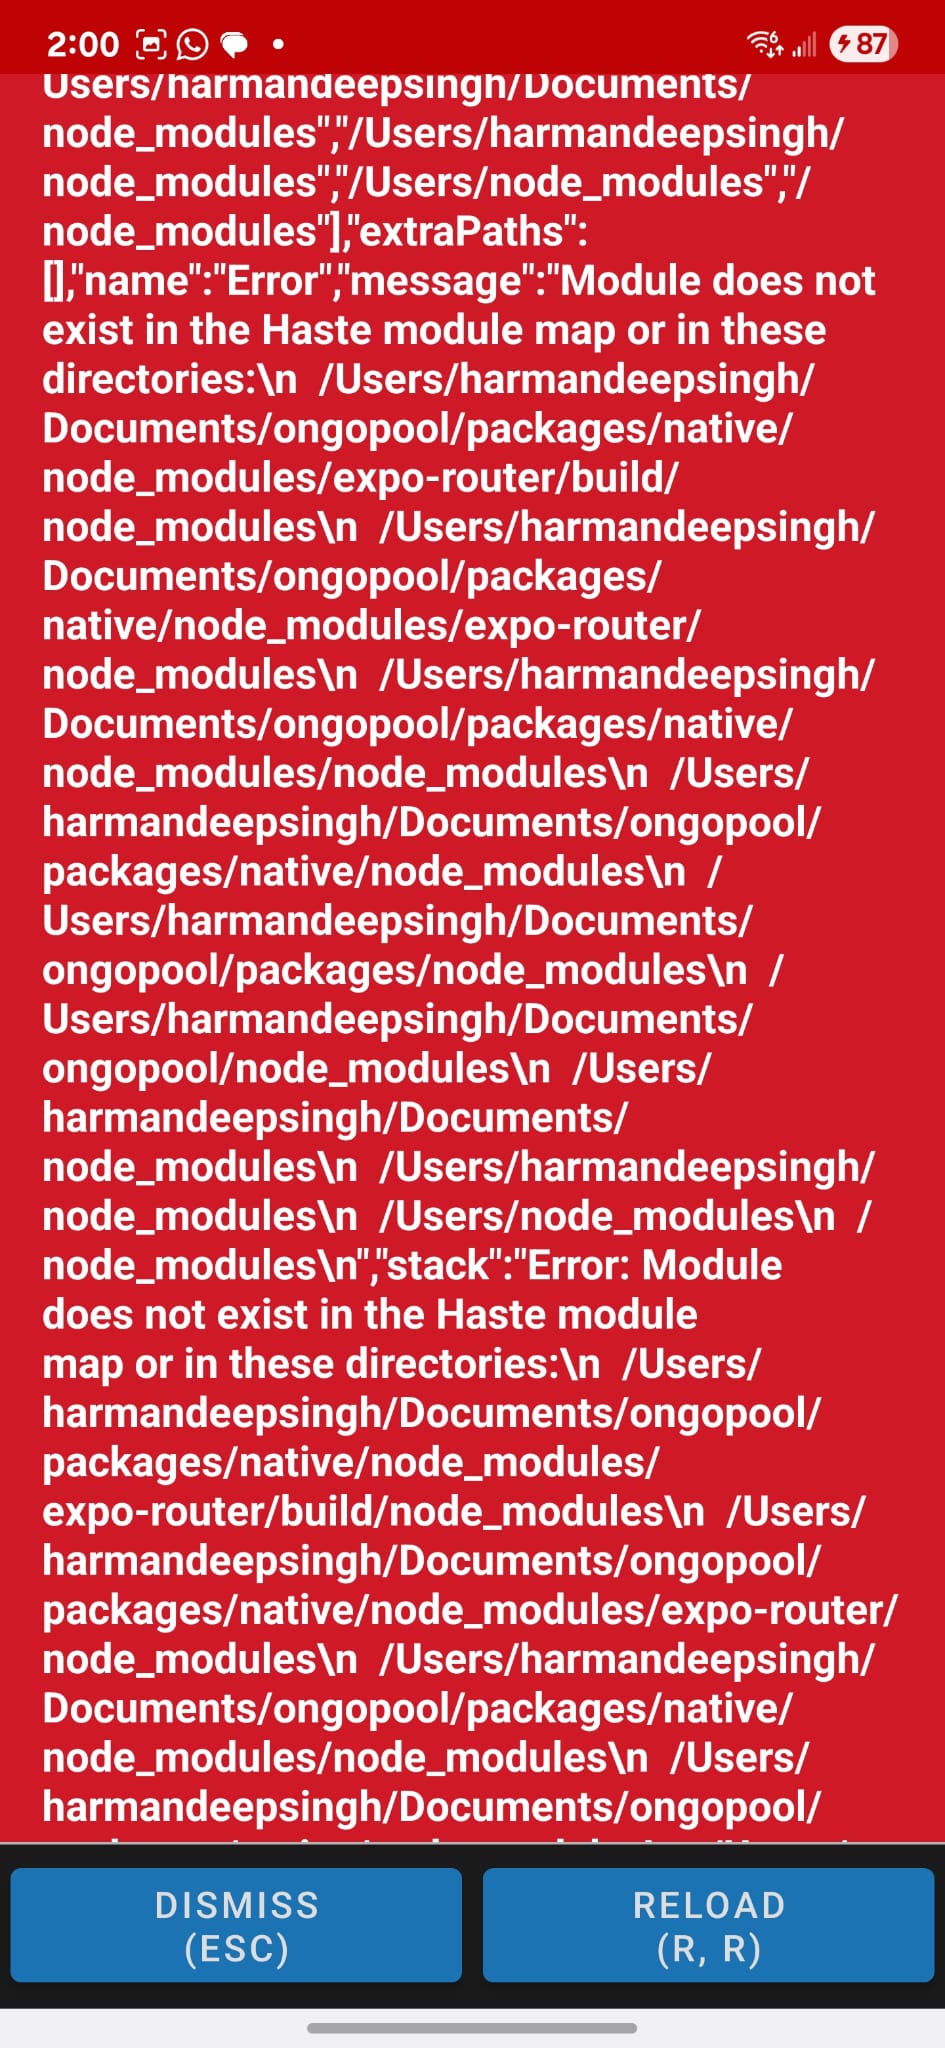 2:00
87
Users/harmandeepsingh/Documents/
node_modules","/Users/harmandeepsingh/
node_modules","/Users/node_modules","/
node_modules"],"extraPaths":
[],"name":"Error","message":"Module does not
exist in the Haste module map or in these
directories:\n  /Users/harmandeepsingh/
Documents/ongopool/packages/native/
node_modules/expo-router/build/
node_modules\n  /Users/harmandeepsingh/
Documents/ongopool/packages/
native/node_modules/expo-router/
node_modules\n  /Users/harmandeepsingh/
Documents/ongopool/packages/native/
node_modules/node_modules\n  /Users/
harmandeepsingh/Documents/ongopool/
packages/native/node_modules\n  /
Users/harmandeepsingh/Documents/
ongopool/packages/node_modules\n  /
Users/harmandeepsingh/Documents/
ongopool/node_modules\n  /Users/
harmandeepsingh/Documents/
node_modules\n  /Users/harmandeepsingh/
node_modules\n  /Users/node_modules\n  /
node_modules\n","stack":"Error: Module
does not exist in the Haste module
map or in these directories:\n  /Users/
harmandeepsingh/Documents/ongopool/
packages/native/node_modules/
expo-router/build/node_modules\n  /Users/
harmandeepsingh/Documents/ongopool/
packages/native/node_modules/expo-router/
node_modules\n  /Users/harmandeepsingh/
Documents/ongopool/packages/native/
node_modules/node_modules\n  /Users/
harmandeepsingh/Documents/ongopool/
DISMISS
(ESC)
RELOAD
(R, R)